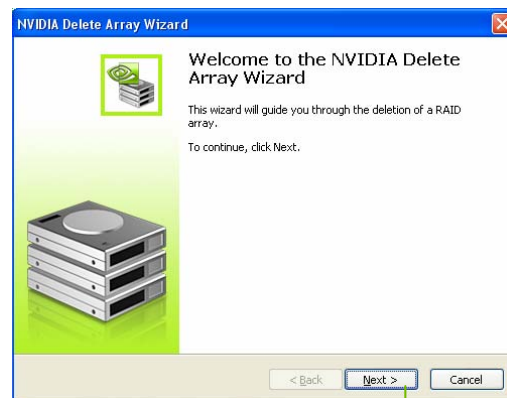 NVIDIA Delete Array Wizard
Welcome to the NVIDIA Delete
Array Wizard
This wizard will guide you through the deletion of a RAID
array.
To continue, click Next.
< Back
Next >
Cancel